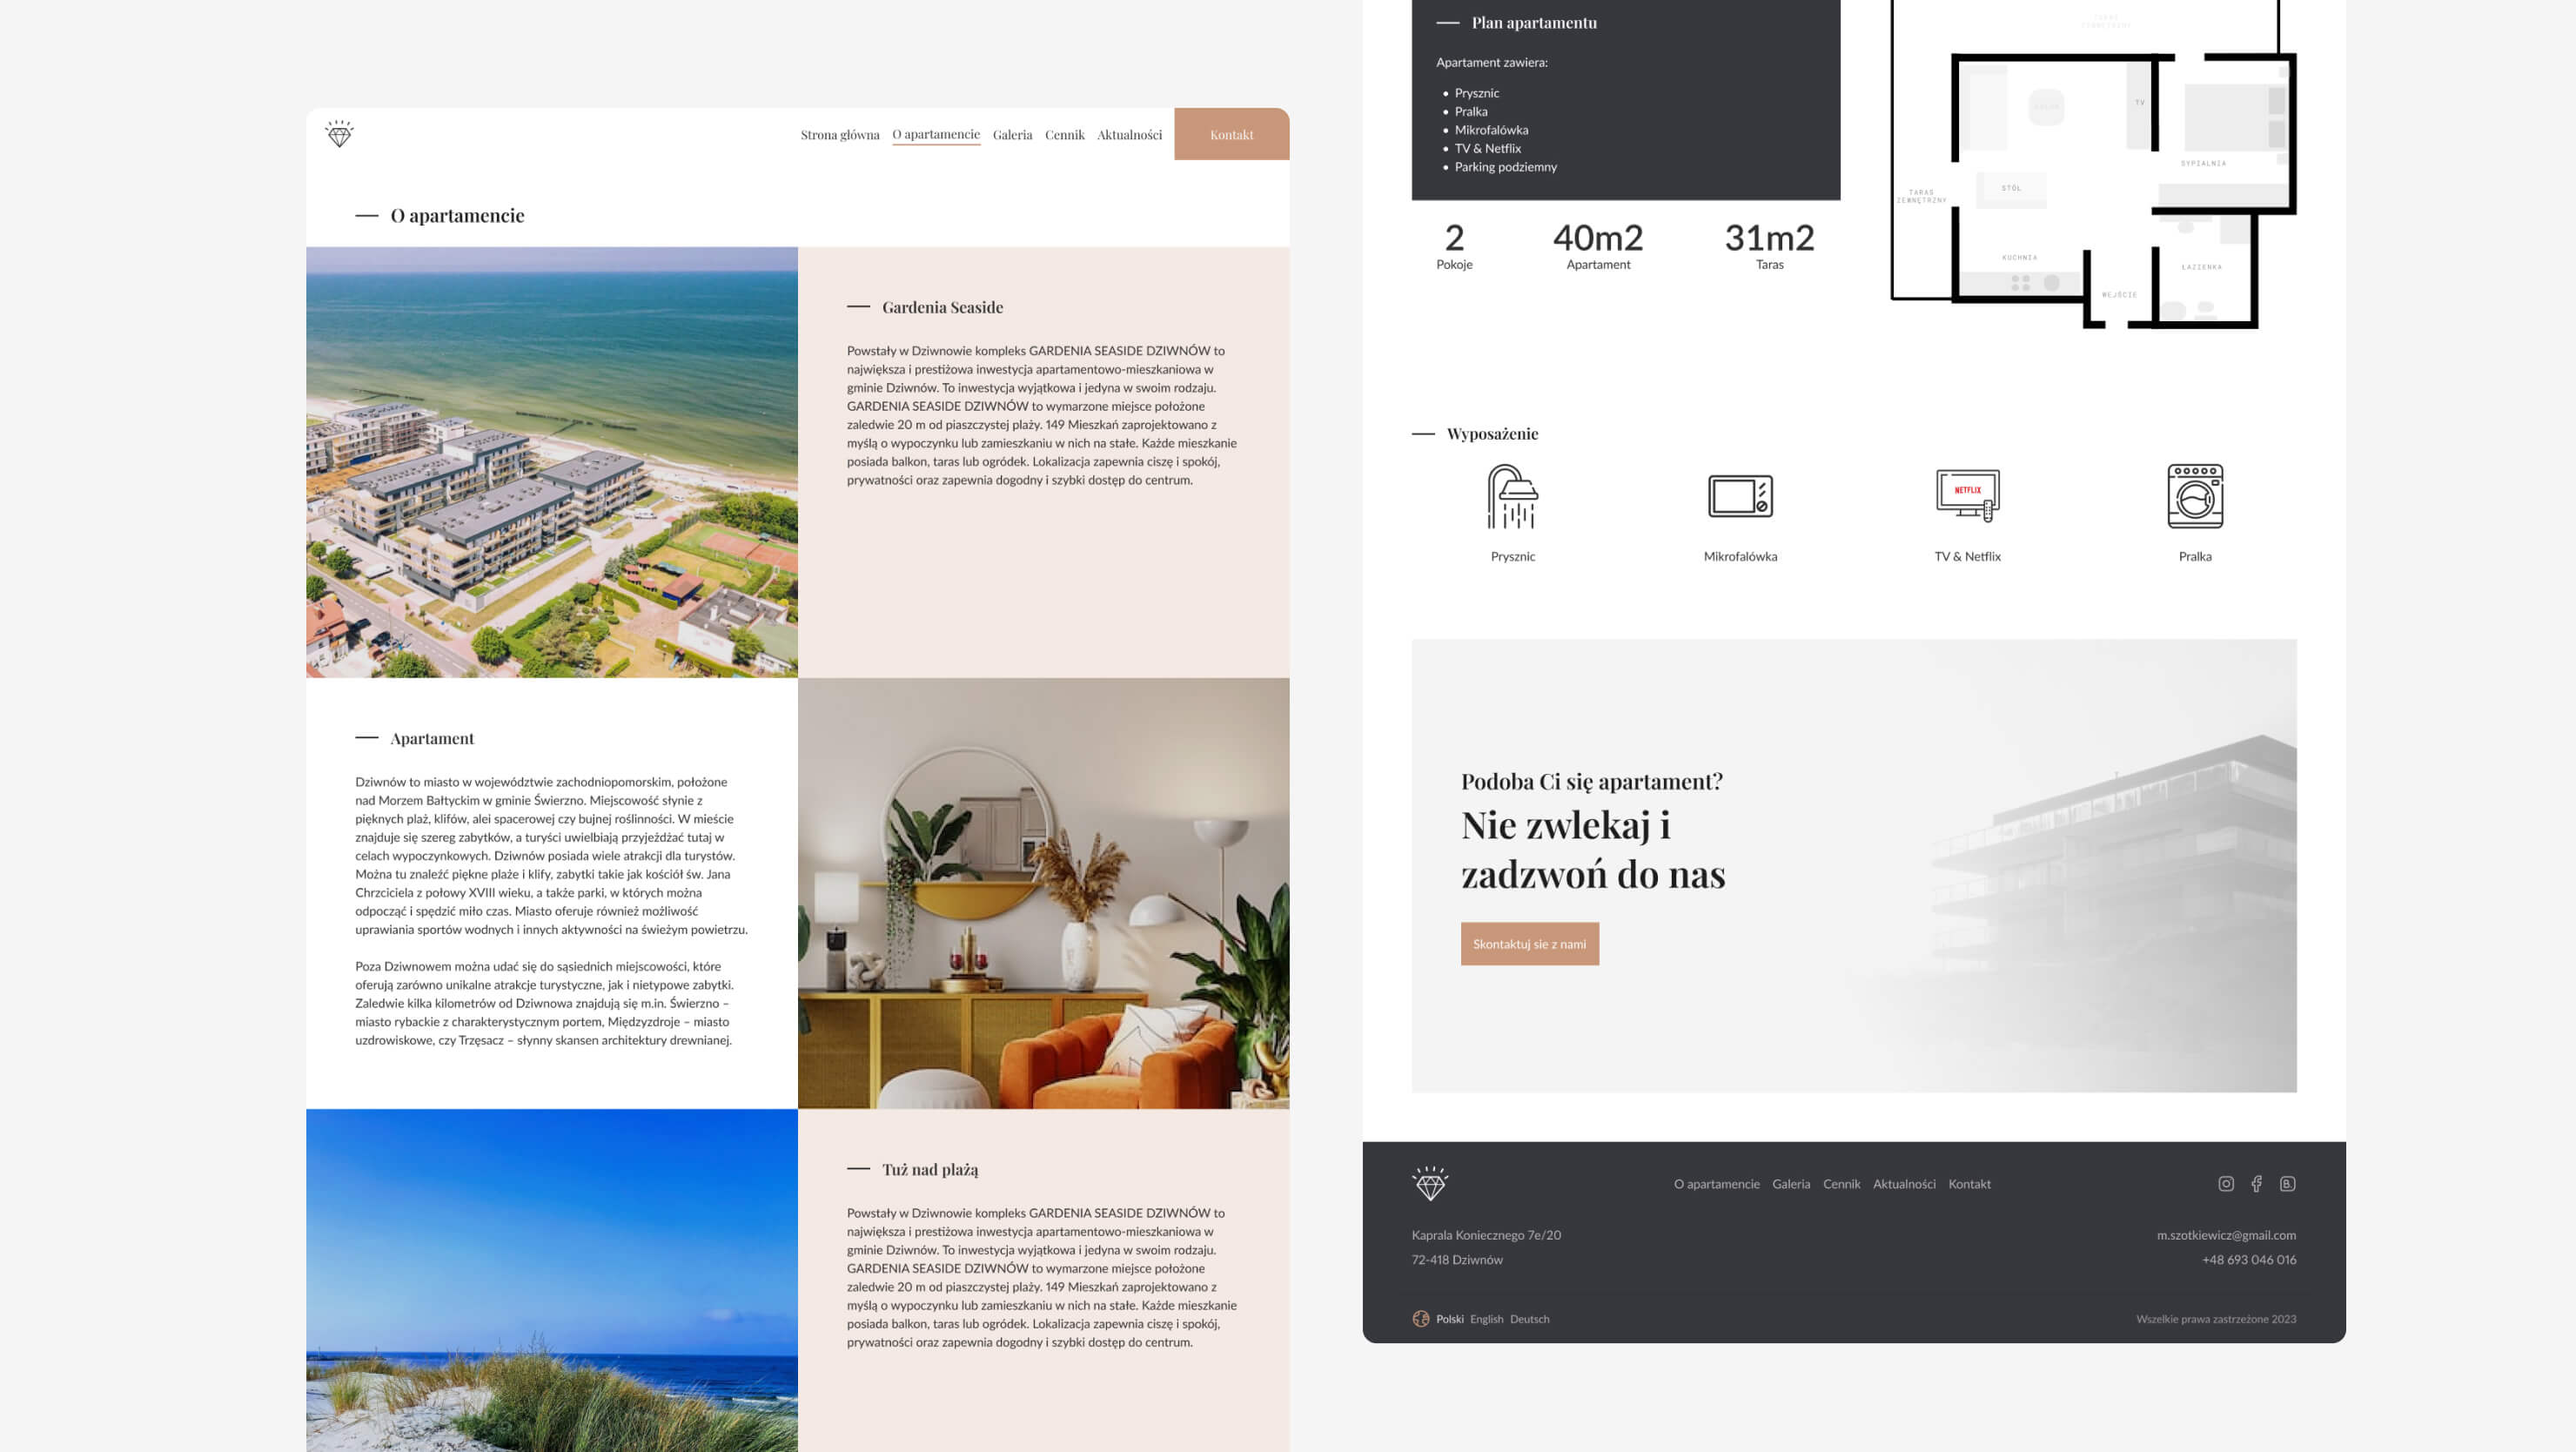 Strona główna O apartamencie Galeria Cennik Aktualności Kontakt
O apartamencie
Gardenia Seaside
Powstały w Dziwnowie kompleks GARDENIA SEASIDE DZIWNÓW to
największa i prestiżowa inwestycja apartamentowo-mieszkaniowa w
gminie Dziwnów. To inwestycja wyjątkowa i jedyna w swoim rodzaju.
GARDENIA SEASIDE DZIWNÓW to wymarzone miejsce położone
zaledwie 20 m od piaszczystej plaży. 149 Mieszkań zaprojektowano z
myślą o wypoczynku lub zamieszkaniu w nich na stałe. Każde mieszkanie
posiada balkon, taras lub ogródek. Lokalizacja zapewnia ciszę i spokój,
prywatności oraz zapewnia dogodny i szybki dostęp do centrum.
Apartament
Dziwnów to miasto w województwie zachodniopomorskim, położone
nad Morzem Bałtyckim w gminie Świerzno. Miejscowość słynie z
pięknych plaż, klifów, alei spacerowej czy bujnej roślinności. W mieście
znajduje się szereg zabytków, a turyści uwielbiają przyjeżdżać tutaj w
celach wypoczynkowych. Dziwnów posiada wiele atrakcji dla turystów.
Można tu znaleźć piękne plaże i klify, zabytki takie jak kościół św. Jana
Chrzciciela z połowy XVIII wieku, a także parki, w których można
odpocząć i spędzić miło czas. Miasto oferuje również możliwość
uprawiania sportów wodnych i innych aktywności na świeżym powietrzu.
Poza Dziwnowem można udać się do sąsiednich miejscowości, które
oferują zarówno unikalne atrakcje turystyczne, jak i nietypowe zabytki.
Zaledwie kilka kilometrów od Dziwnowa znajdują się m.in. Świerzno –
miasto rybackie z charakterystycznym portem, Międzyzdroje – miasto
uzdrowiskowe, czy Trzęsacz – słynny skansen architektury drewnianej.
Tuż nad plażą
Powstały w Dziwnowie kompleks GARDENIA SEASIDE DZIWNÓW to
największa i prestiżowa inwestycja apartamentowo-mieszkaniowa w
gminie Dziwnów. To inwestycja wyjątkowa i jedyna w swoim rodzaju.
GARDENIA SEASIDE DZIWNÓW to wymarzone miejsce położone
zaledwie 20 m od piaszczystej plaży. 149 Mieszkań zaprojektowano z
myślą o wypoczynku lub zamieszkaniu w nich na stałe. Każde mieszkanie
posiada balkon, taras lub ogródek. Lokalizacja zapewnia ciszę i spokój,
prywatności oraz zapewnia dogodny i szybki dostęp do centrum.
Plan apartamentu
Apartament zawiera:
• Prysznic
• Pralka
• Mikrofalówka
• TV & Netflix
• Parking podziemny
2 40m2 31m2
Pokoje Apartament Taras
TV
SYPIALNIA
STÓL
TARAS
ZEWNĘTRZNY
KUCHNIA
ŁAZIENKA
WEJŚCIE
Wyposażenie
NETFLIX
Prysznic Mikrofalówka TV & Netflix Pralka
Podoba Ci się apartament?
Nie zwlekaj i
zadzwoń do nas
Skontaktuj sie z nami
O apartamencie Galeria Cennik Aktualności Kontakt
B.
Kaprala Koniecznego 7e/20
72-418 Dziwnów
m.szotkiewicz@gmail.com
+48 693 046 016
Polski English Deutsch
Wszelkie prawa zastrzeżone 2023